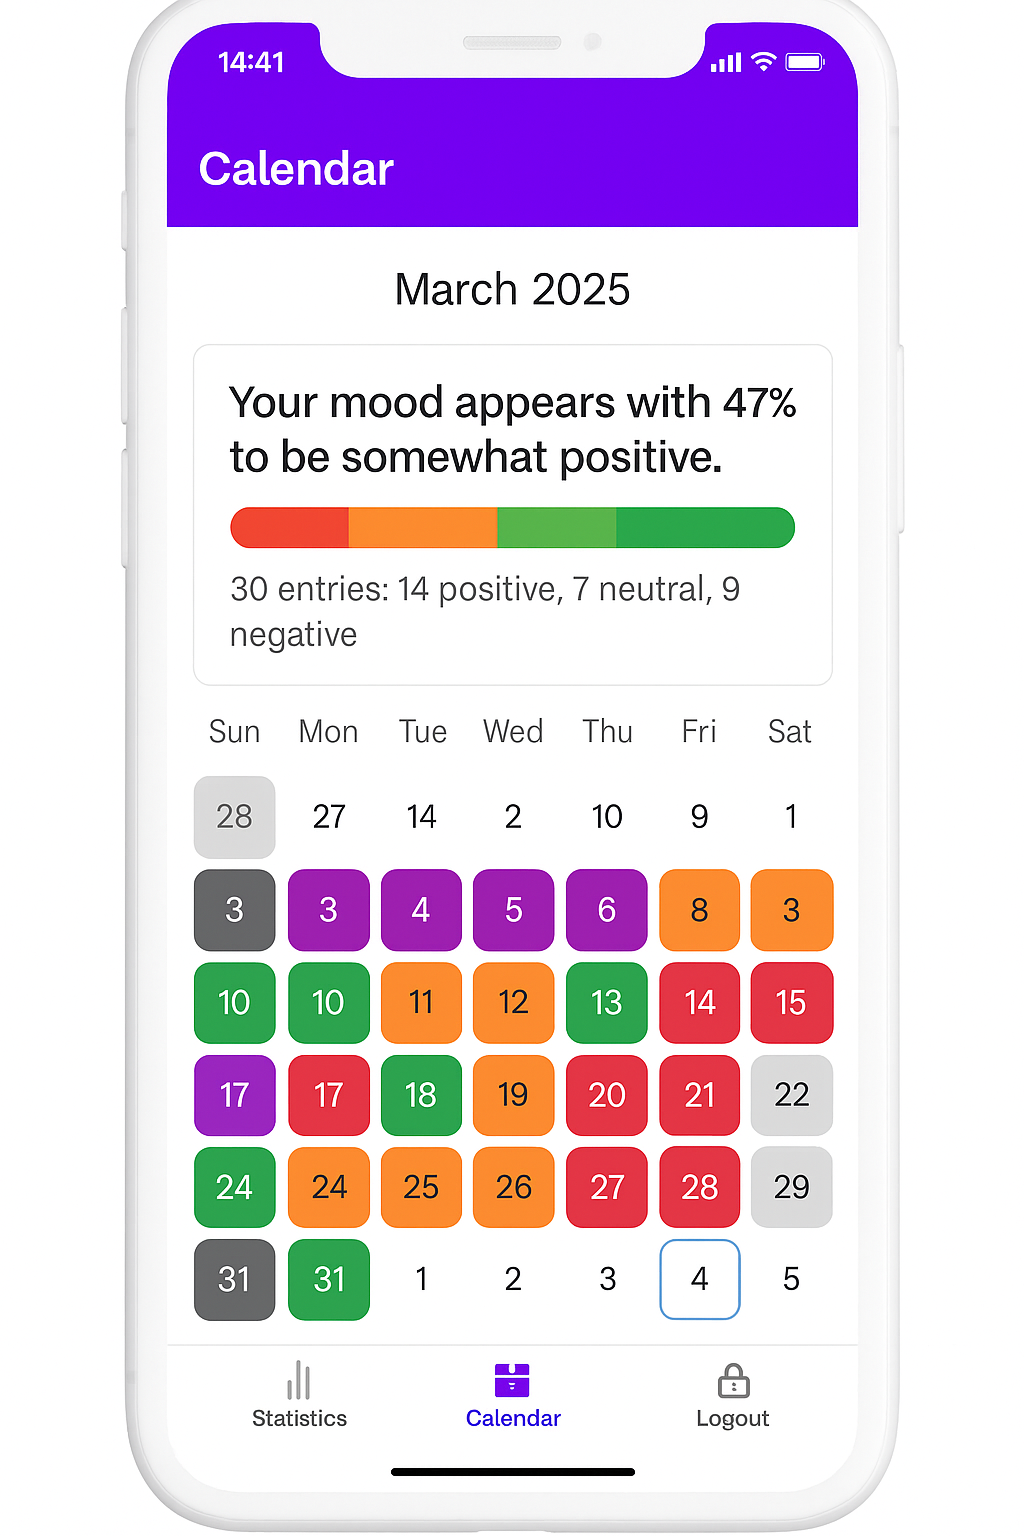 14:41
Calendar
March 2025
Your mood appears with 47%
to be somewhat positive.
30 entries: 14 positive, 7 neutral, 9
negative
Sun Mon Tue Wed Thu Fri Sat
28 27 14 2 10 9 1
3 3 4 5 6 8 3
10 10 11 12 13 14 15
17 17 18 19 20 21 22
24 24 25 26 27 28 29
31 31 1 2 3 4 5
Statistics Calendar Logout